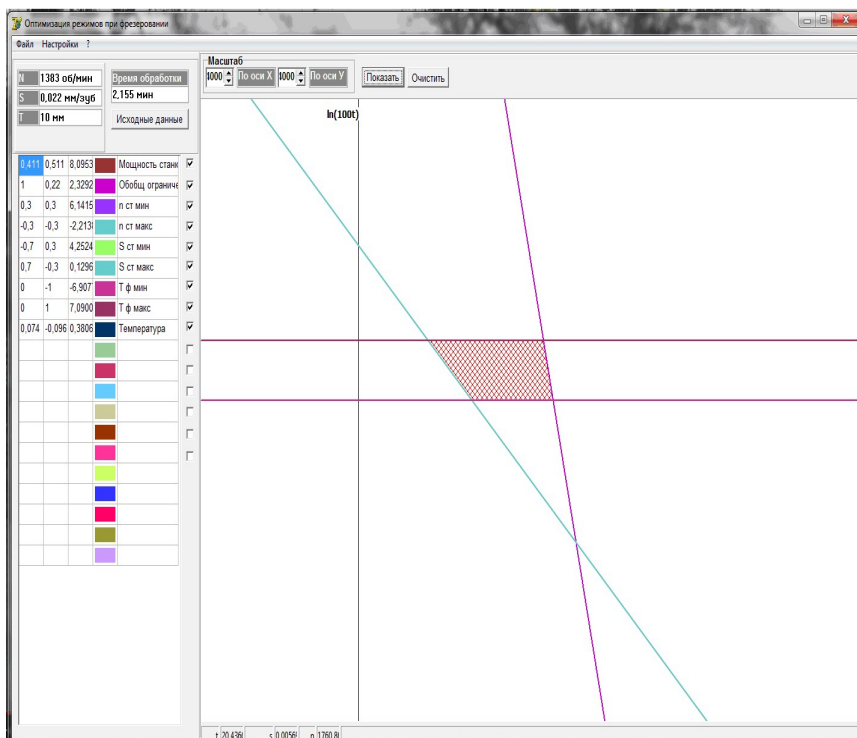 Оптимизация режимов при фрезеровании
Файл Настройки ?
N 1383 об/мин
S 0,022 мм/зуб
T 10 мм
Время обработки
2,155 мин
Исходные данные
Масштаб
По оси X По оси У
Показать Очистить
ln(100t)
0,411 0,511 8,0953 Мощность станк
1 0,22 2,3292 Обобщ ограниче
0,3 0,3 6,1415 n ст мин
-0,3 -0,3 n ст макс
-0,7 0,3 4,2524 S ст мин
0,7 -0,3 0,1296 S ст макс
0 -1 Т ф мин
0 1 7,0900 Т ф макс
0,074 -0,096 0,3806 Температура
t s n